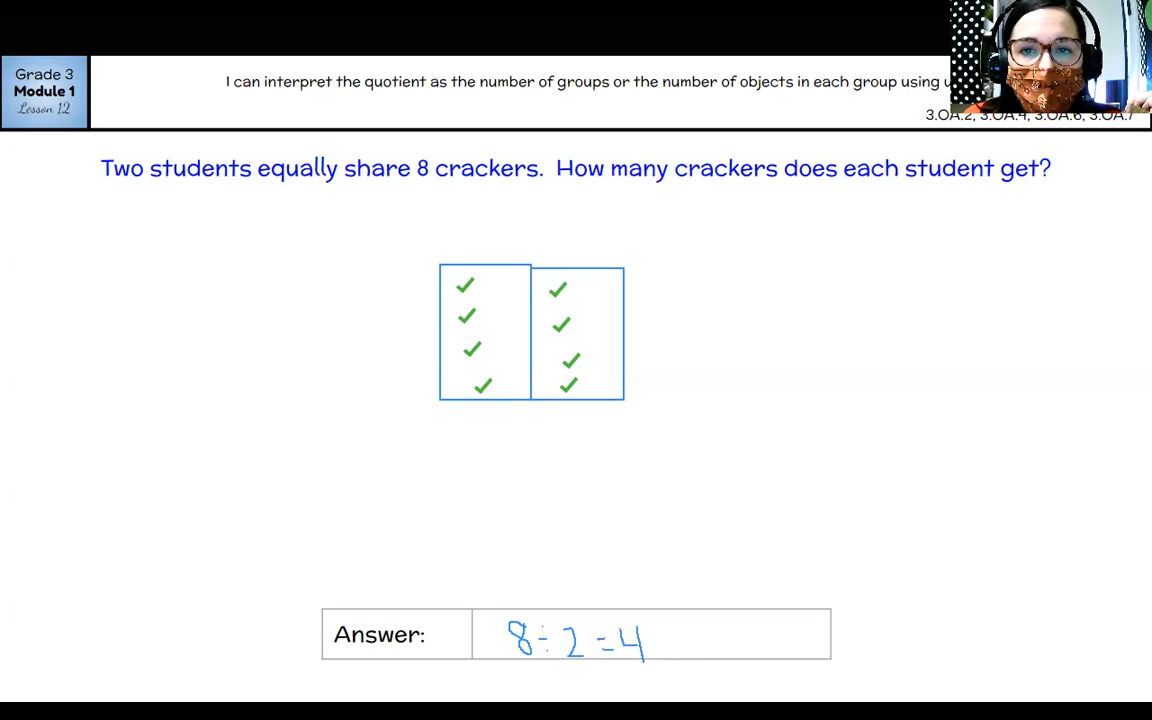 Grade 3
Module 1
Lesson 12
I can interpret the quotient as the number of groups or the number of objects in each group using
3.OA.2, 3.OA.4, 3.OA.6, 3.OA.7
Two students equally share 8 crackers. How many crackers does each student get?
Answer: 8 ÷ 2 = 4